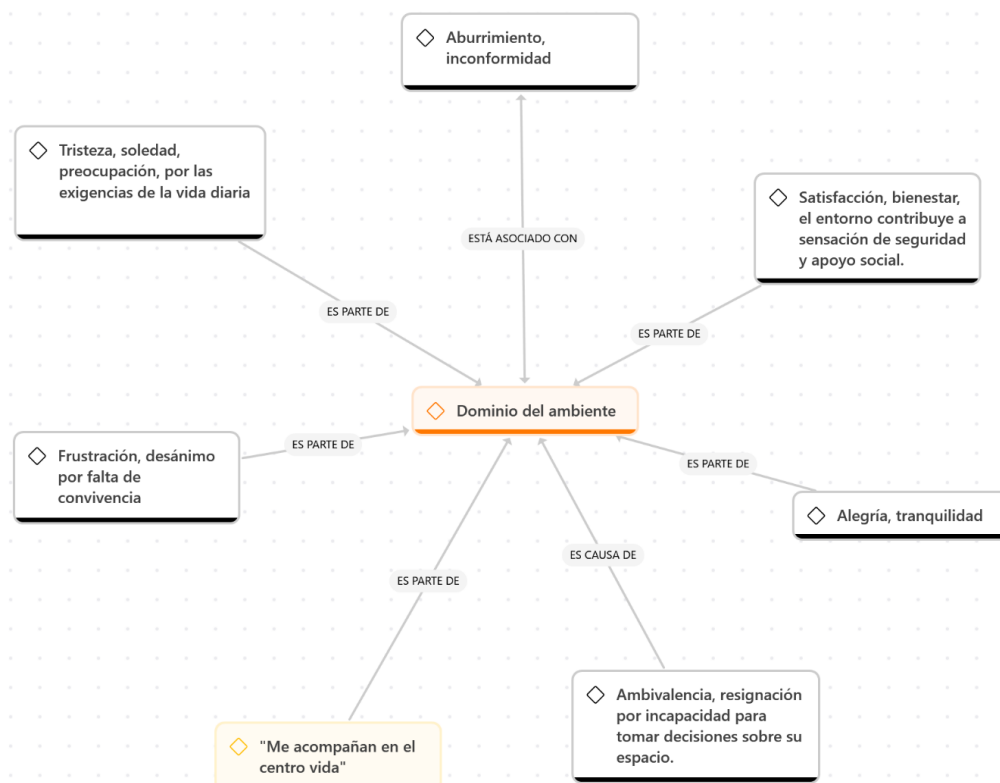 Aburrimiento,
inconformidad
Tristeza, soledad,
preocupación, por las
exigencias de la vida diaria
Satisfacción, bienestar,
el entorno contribuye a
sensación de seguridad
y apoyo social.
ESTÁ ASOCIADO CON
ES PARTE DE
ES PARTE DE
Dominio del ambiente
Frustración, desánimo
por falta de
convivencia
ES PARTE DE
ES PARTE DE
Alegría, tranquilidad
ES CAUSA DE
ES PARTE DE
Ambivalencia, resignación
por incapacidad para
tomar decisiones sobre su
espacio.
"Me acompañan en el
centro vida"